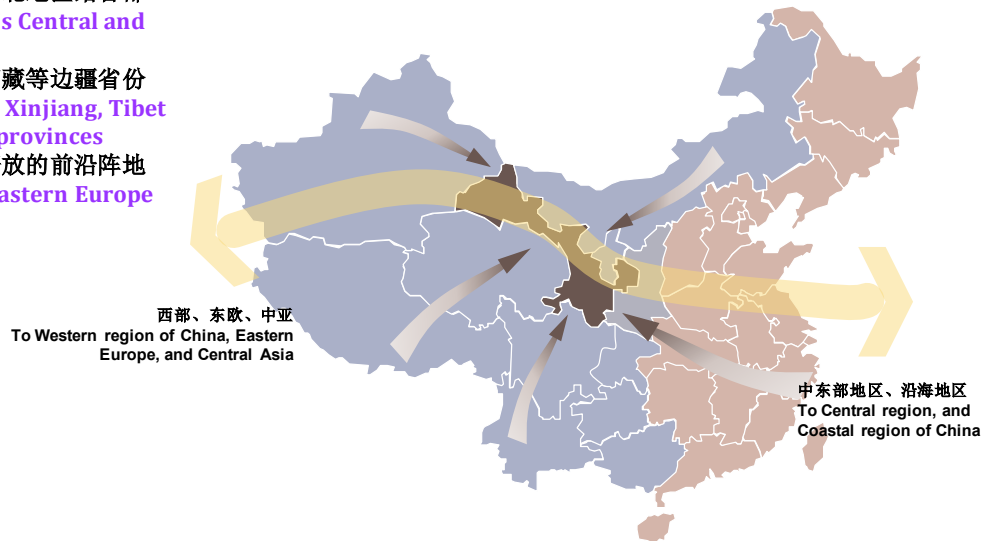 s Central and
藏等边疆省份
Xinjiang, Tibet
provinces
放的前沿阵地
astern Europe
西部、东欧、中亚
To Western region of China, Eastern
Europe, and Central Asia
中东部地区、沿海地区
To Central region, and
Coastal region of China